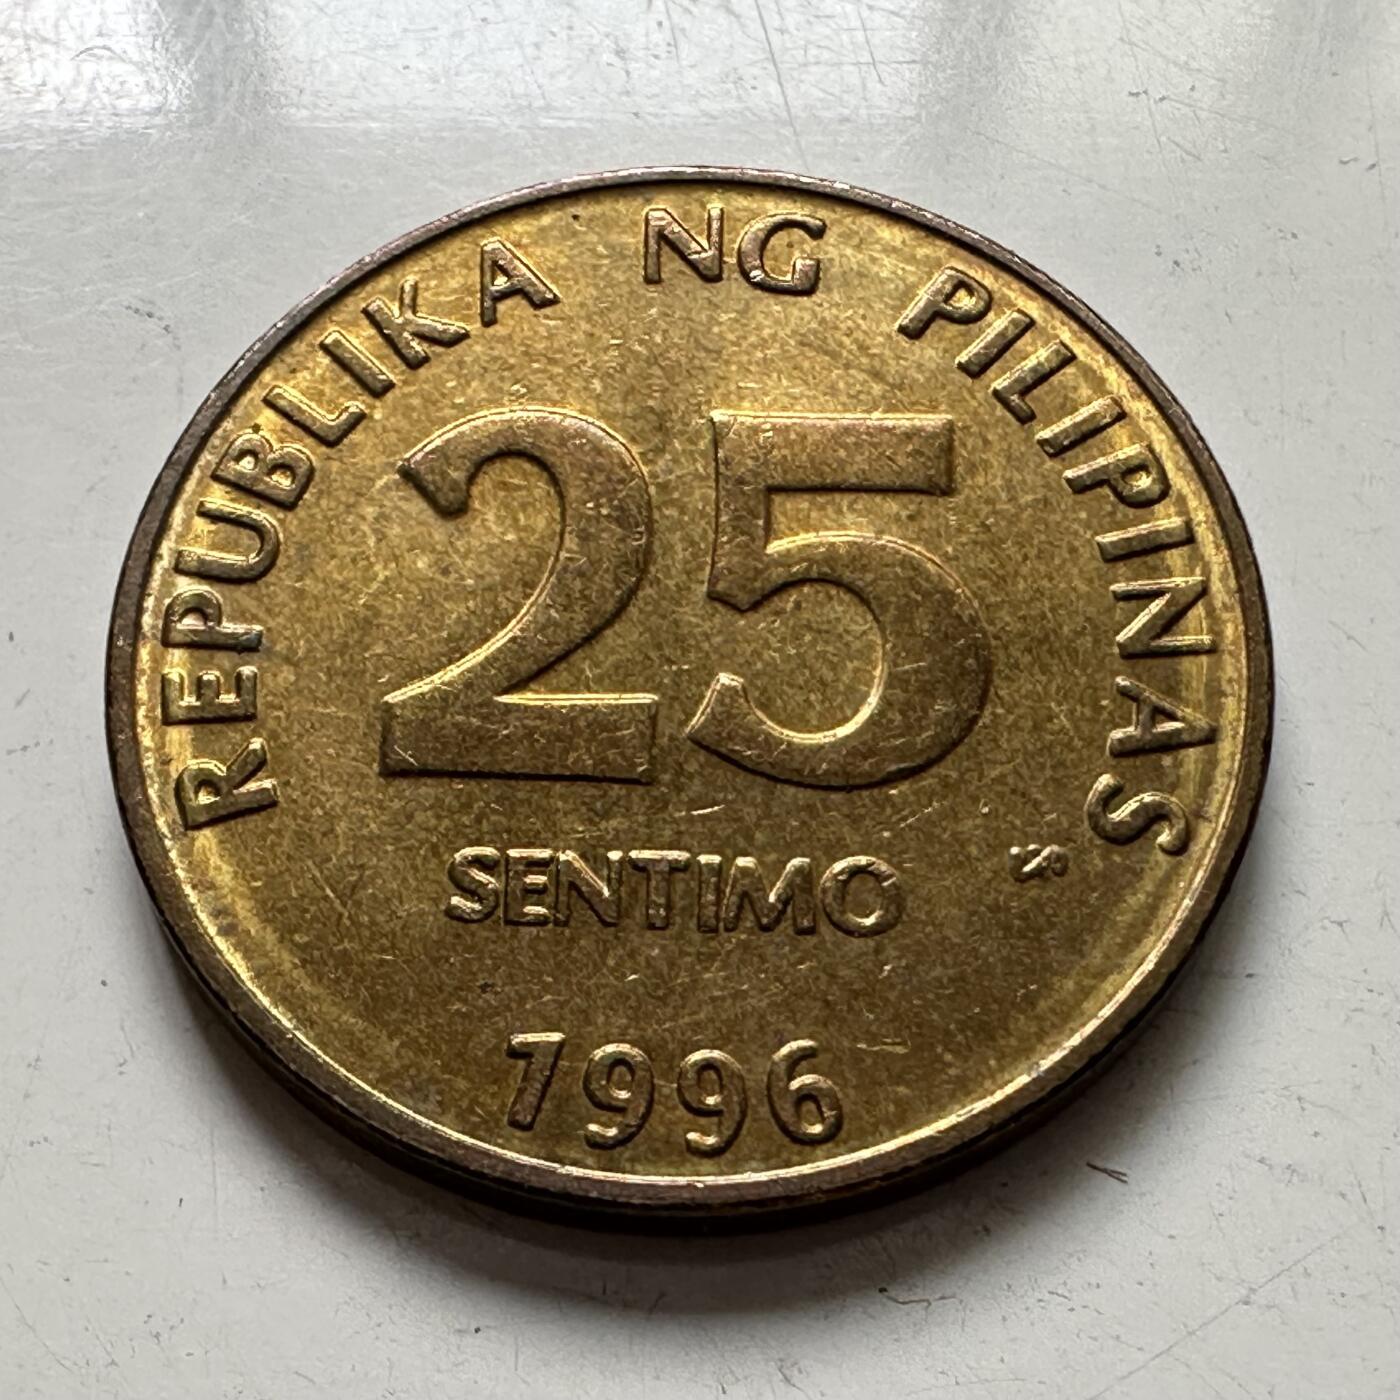 REPUBLIKA NG PILIPINAS
25
SENTIMO
1996